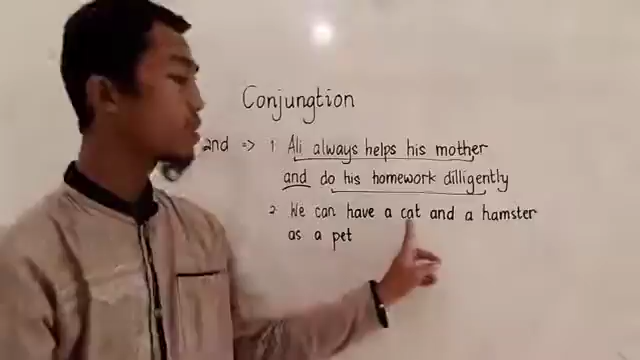 Conjungtion
and => 1 Ali always helps his mother
and do his homework dilligently
2. We can have a cat and a hamster
as a pet